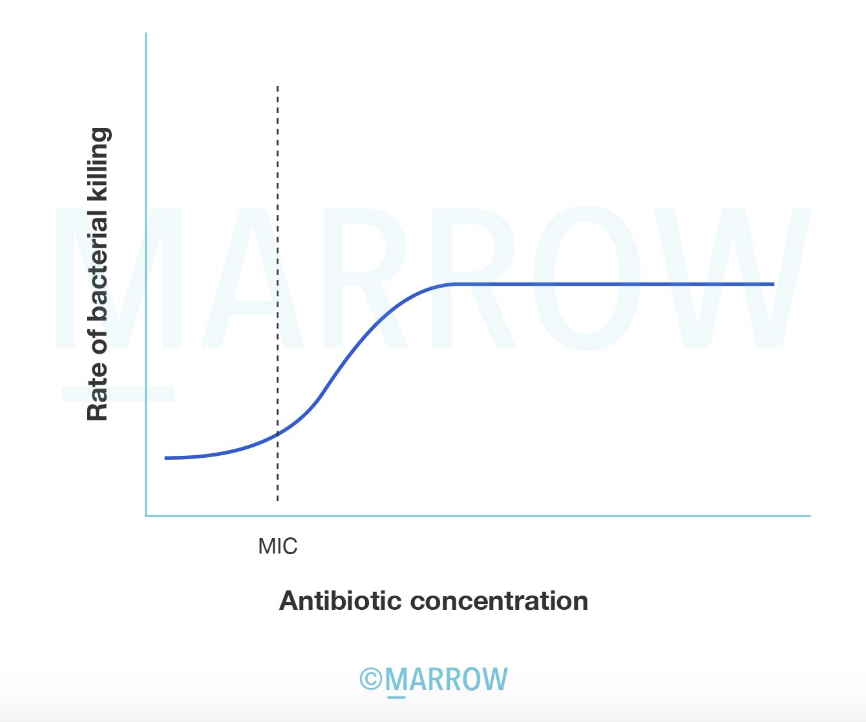 Rate of bacterial killing
MARROW
MIC
Antibiotic concentration
©MARROW